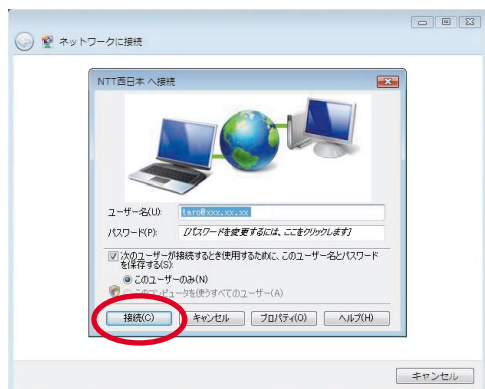 ネットワークに接続
NTT西日本 へ接続
ユーザー名(U):
taro@xxx.xx.xx
パスワード(P):
[パスワードを変更するには、ここをクリックします]
次のユーザーが接続するとき使用するために、このユーザー名とパスワード
を保存する(S):
このユーザーのみ(N)
このコンピュータを使うすべてのユーザー(A)
接続(C)
キャンセル
プロパティ(O)
ヘルプ(H)
キャンセル